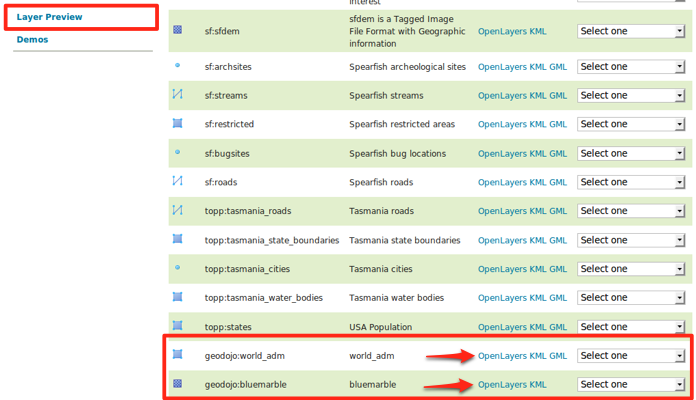 interest
Layer Preview
Demos
sf:sfdem sfdem is a Tagged Image File Format with Geographic information OpenLayers KML Select one
sf:archsites Spearfish archeological sites OpenLayers KML GML Select one
sf:streams Spearfish streams OpenLayers KML GML Select one
sf:restricted Spearfish restricted areas OpenLayers KML GML Select one
sf:bugsites Spearfish bug locations OpenLayers KML GML Select one
sf:roads Spearfish roads OpenLayers KML GML Select one
topp:tasmania_roads Tasmania roads OpenLayers KML GML Select one
topp:tasmania_state_boundaries Tasmania state boundaries OpenLayers KML GML Select one
topp:tasmania_cities Tasmania cities OpenLayers KML GML Select one
topp:tasmania_water_bodies Tasmania water bodies OpenLayers KML GML Select one
topp:states USA Population OpenLayers KML GML Select one
geodojo:world_adm world_adm OpenLayers KML GML Select one
geodojo:bluemarble bluemarble OpenLayers KML Select one